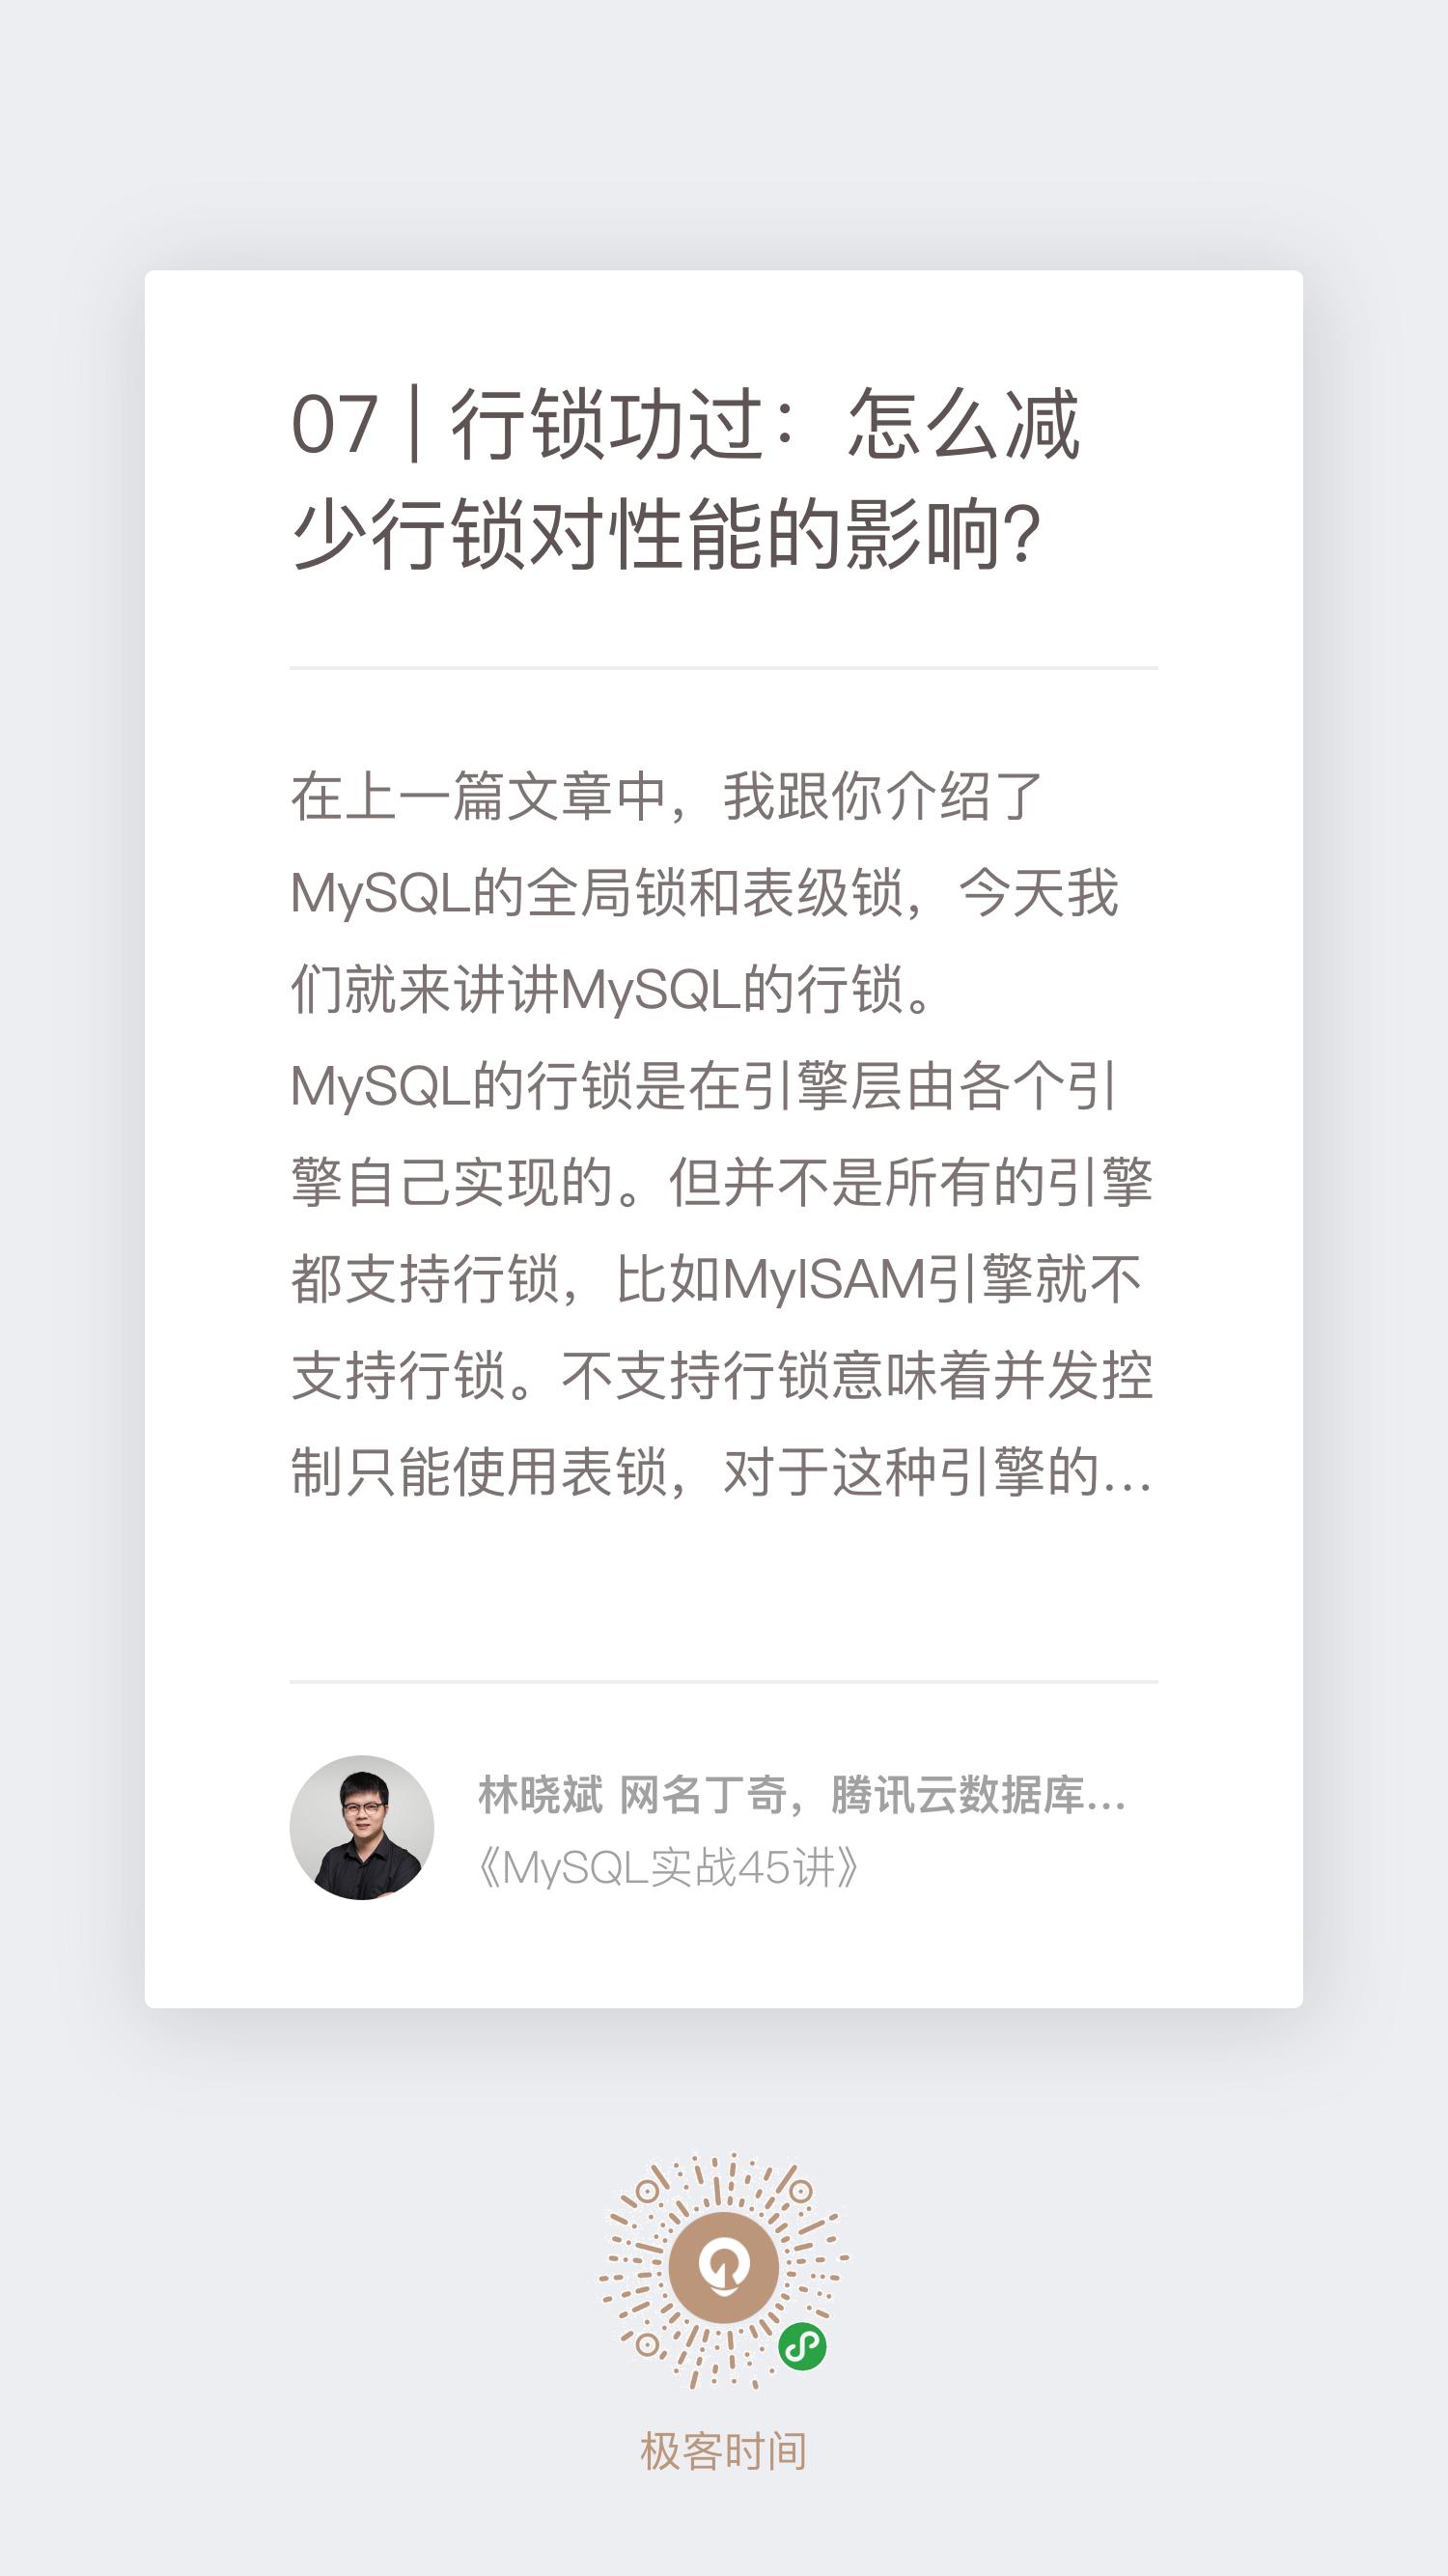 07 | 行锁功过：怎么减
少行锁对性能的影响？
在上一篇文章中，我跟你介绍了
MySQL的全局锁和表级锁，今天我
们就来讲讲MySQL的行锁。
MySQL的行锁是在引擎层由各个引
擎自己实现的。但并不是所有的引擎
都支持行锁，比如MyISAM引擎就不
支持行锁。不支持行锁意味着并发控
制只能使用表锁，对于这种引擎的...
林晓斌 网名丁奇，腾讯云数据库...
《MySQL实战45讲》
极客时间